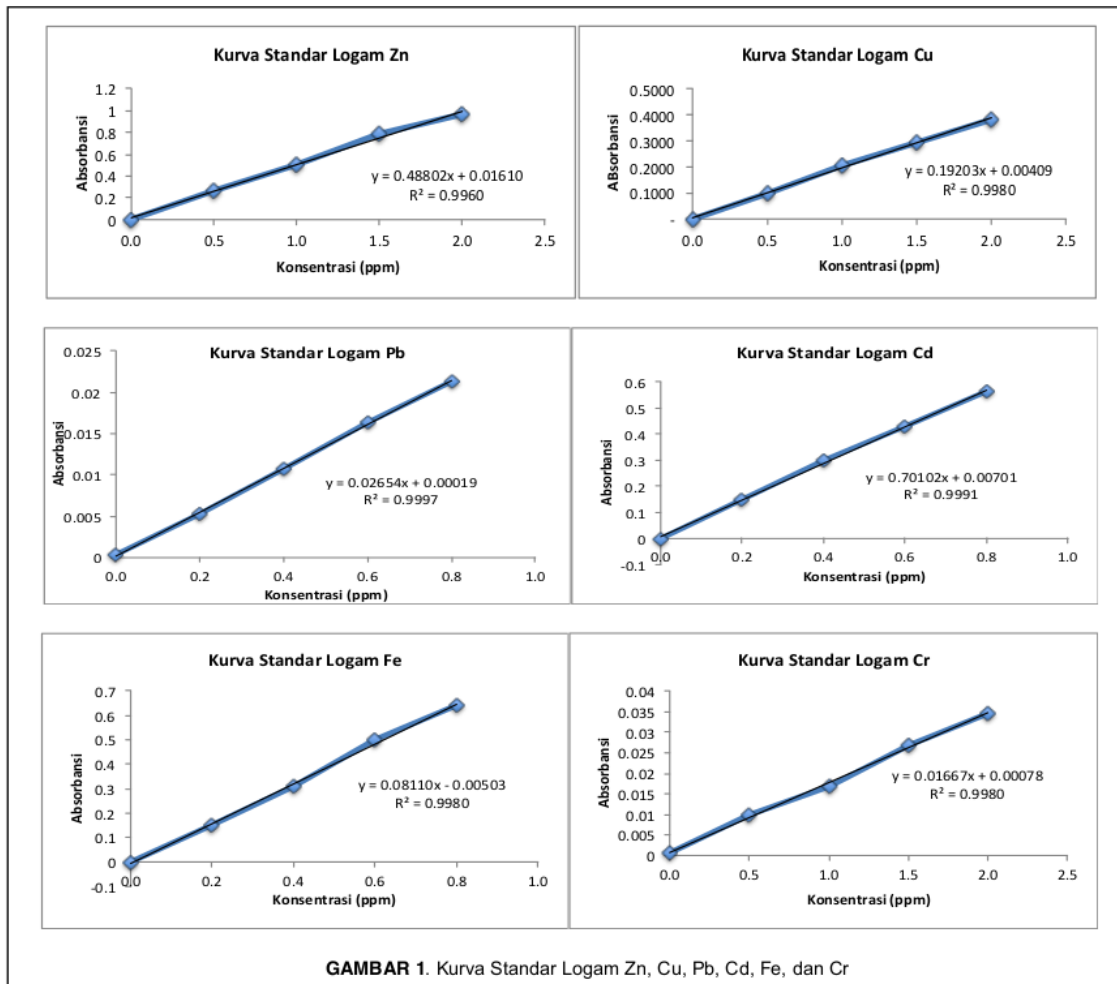 Kurva Standar Logam Zn
Absorbansi
1.2
1
0.8
0.6
0.4
0.2
0
y = 0.48802x + 0.01610
R² = 0.9960
0.0 0.5 1.0 1.5 2.0 2.5
Konsentrasi (ppm)
Kurva Standar Logam Cu
ABsorbansi
0.5000
0.4000
0.3000
0.2000
0.1000
-
y = 0.19203x + 0.00409
R² = 0.9980
0.0 0.5 1.0 1.5 2.0 2.5
Konsentrasi (ppm)
Kurva Standar Logam Pb
Absorbansi
0.025
0.02
0.015
0.01
0.005
0
y = 0.02654x + 0.00019
R² = 0.9997
0.0 0.2 0.4 0.6 0.8 1.0
Konsentrasi (ppm)
Kurva Standar Logam Cd
Absorbansi
0.6
0.5
0.4
0.3
0.2
0.1
0
-0.1
y = 0.70102x + 0.00701
R² = 0.9991
0.0 0.2 0.4 0.6 0.8 1.0
Konsentrasi (ppm)
Kurva Standar Logam Fe
Absorbansi
0.7
0.6
0.5
0.4
0.3
0.2
0.1
0
-0.1
y = 0.08110x - 0.00503
R² = 0.9980
0.0 0.2 0.4 0.6 0.8 1.0
Konsentrasi (ppm)
Kurva Standar Logam Cr
Absorbansi
0.04
0.035
0.03
0.025
0.02
0.015
0.01
0.005
0
y = 0.01667x + 0.00078
R² = 0.9980
0.0 0.5 1.0 1.5 2.0 2.5
Konsentrasi (ppm)
GAMBAR 1. Kurva Standar Logam Zn, Cu, Pb, Cd, Fe, dan Cr